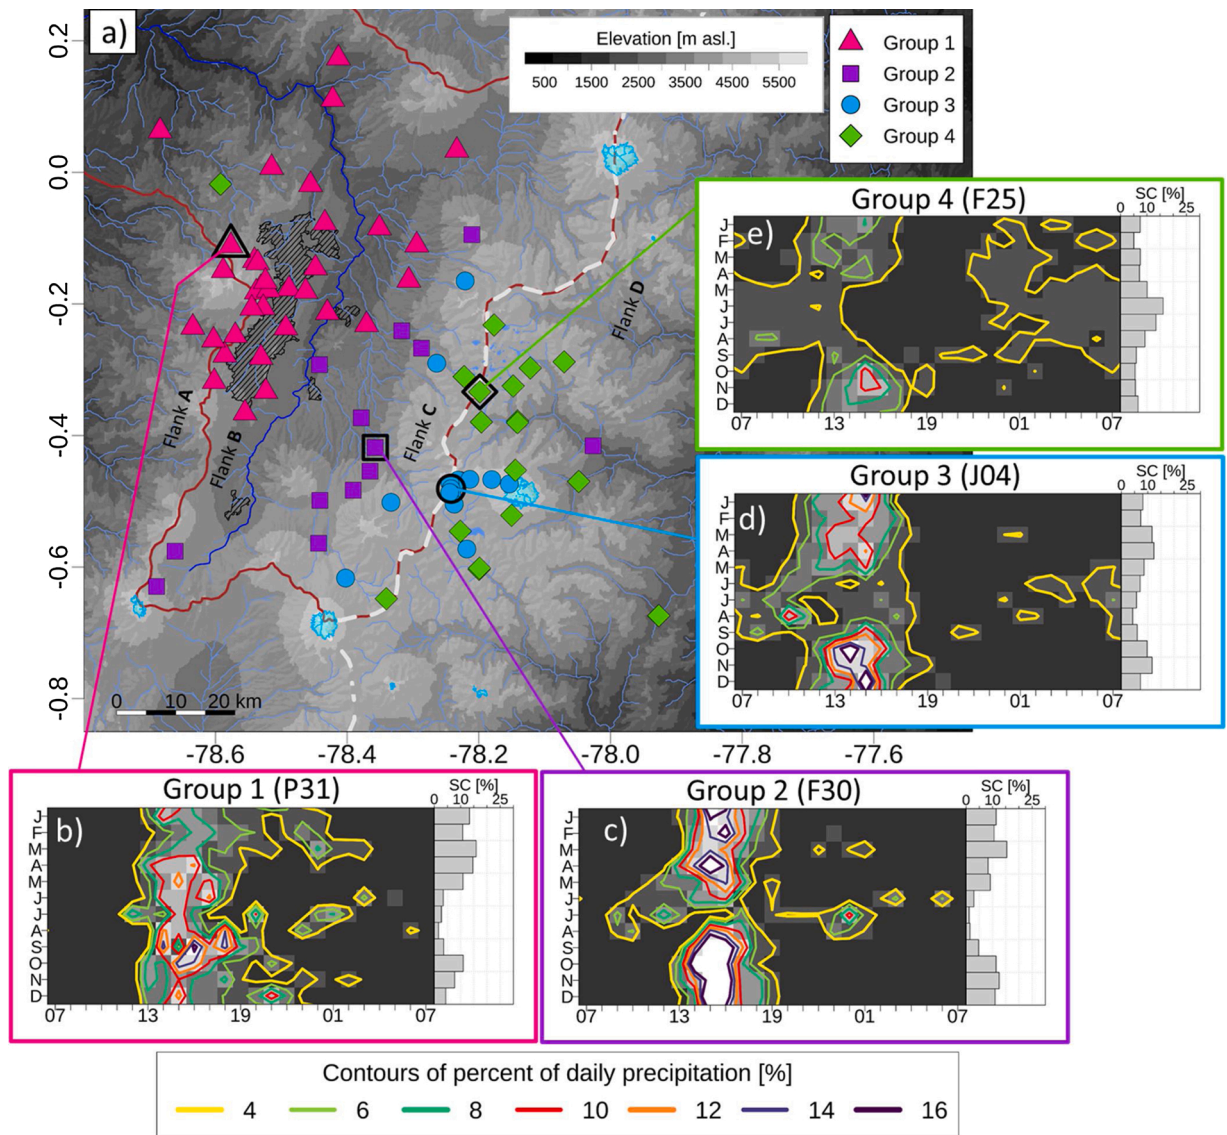 a)
0.2
0.0
-0.2
-0.4
-0.6
-0.8
Elevation [m asl.]
500 1500 2500 3500 4500 5500
Group 1
Group 2
Group 3
Group 4
Flank A
Flank B
Flank C
Flank D
0 10 20 km
-78.6 -78.4 -78.2 -78.0 -77.8 -77.6
Group 4 (F25)
SC [%]
0 10 25
e)
J
F
M
A
M
J
J
A
S
O
N
D
07 13 19 01 07
Group 3 (J04)
SC [%]
0 10 25
d)
J
F
M
A
M
J
J
A
S
O
N
D
07 13 19 01 07
Group 1 (P31)
SC [%]
0 10 25
b)
J
F
M
A
M
J
J
A
S
O
N
D
07 13 19 01 07
Group 2 (F30)
SC [%]
0 10 25
c)
J
F
M
A
M
J
J
A
S
O
N
D
07 13 19 01 07
Contours of percent of daily precipitation [%]
4 6 8 10 12 14 16